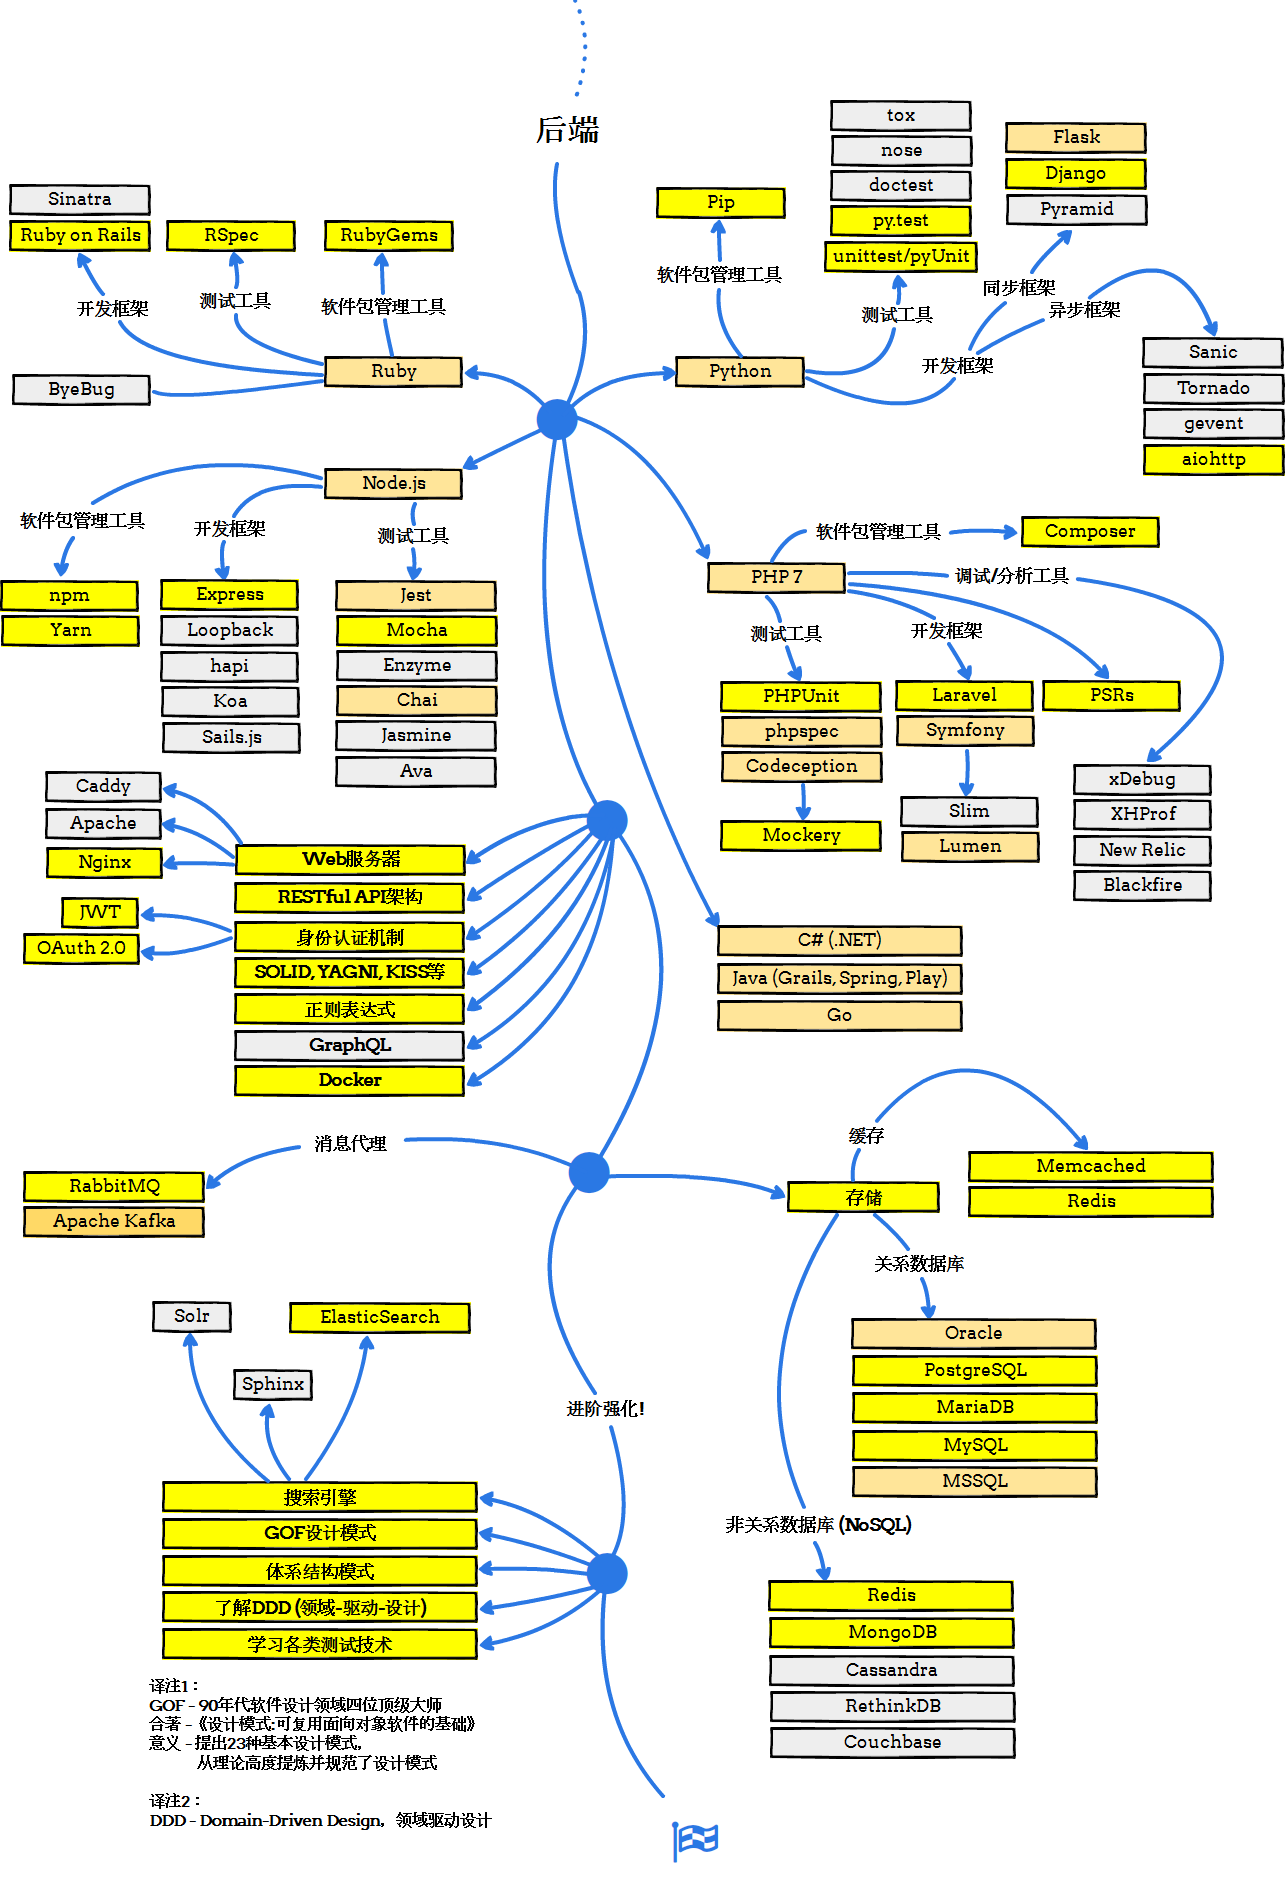 后端
tox
nose
doctest
py.test
unittest/pyUnit
Flask
Django
Pyramid
Sinatra
Ruby on Rails
RSpec
RubyGems
Pip
开发框架
测试工具
软件包管理工具
软件包管理工具
测试工具
同步框架
异步框架
开发框架
Ruby
ByeBug
Python
Sanic
Tornado
gevent
aiohttp
Node.js
软件包管理工具
开发框架
测试工具
npm
Yarn
Express
Loopback
hapi
Koa
Sails.js
Jest
Mocha
Enzyme
Chai
Jasmine
Ava
PHP 7
软件包管理工具
Composer
调试/分析工具
测试工具
开发框架
PHPUnit
phpspec
Codeception
Mockery
Laravel
Symfony
Slim
Lumen
PSRs
xDebug
XHProf
New Relic
Blackfire
Caddy
Apache
Nginx
JWT
OAuth 2.0
Web服务器
RESTful API架构
身份认证机制
SOLID, YAGNI, KISS等
正则表达式
GraphQL
Docker
C# (.NET)
Java (Grails, Spring, Play)
Go
消息代理
RabbitMQ
Apache Kafka
缓存
存储
Memcached
Redis
关系数据库
Oracle
PostgreSQL
MariaDB
MySQL
MSSQL
非关系数据库 (NoSQL)
Redis
MongoDB
Cassandra
RethinkDB
Couchbase
进阶强化!
Solr
Sphinx
ElasticSearch
搜索引擎
GOF设计模式
体系结构模式
了解DDD (领域-驱动-设计)
学习各类测试技术
译注1：
GOF - 90年代软件设计领域四位顶级大师
合著 -《设计模式:可复用面向对象软件的基础》
意义 - 提出23种基本设计模式，
从理论高度提炼并规范了设计模式
译注2：
DDD - Domain-Driven Design，领域驱动设计